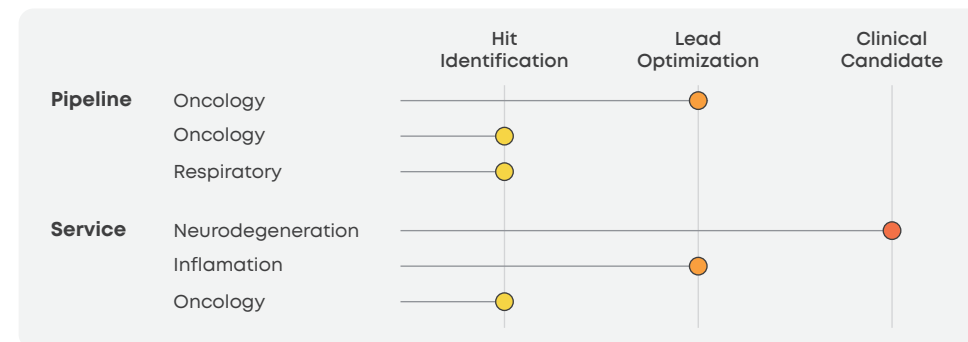 Hit
Identification
Lead
Optimization
Clinical
Candidate
Pipeline
Oncology
Oncology
Respiratory
Service
Neurodegeneration
Inflamation
Oncology